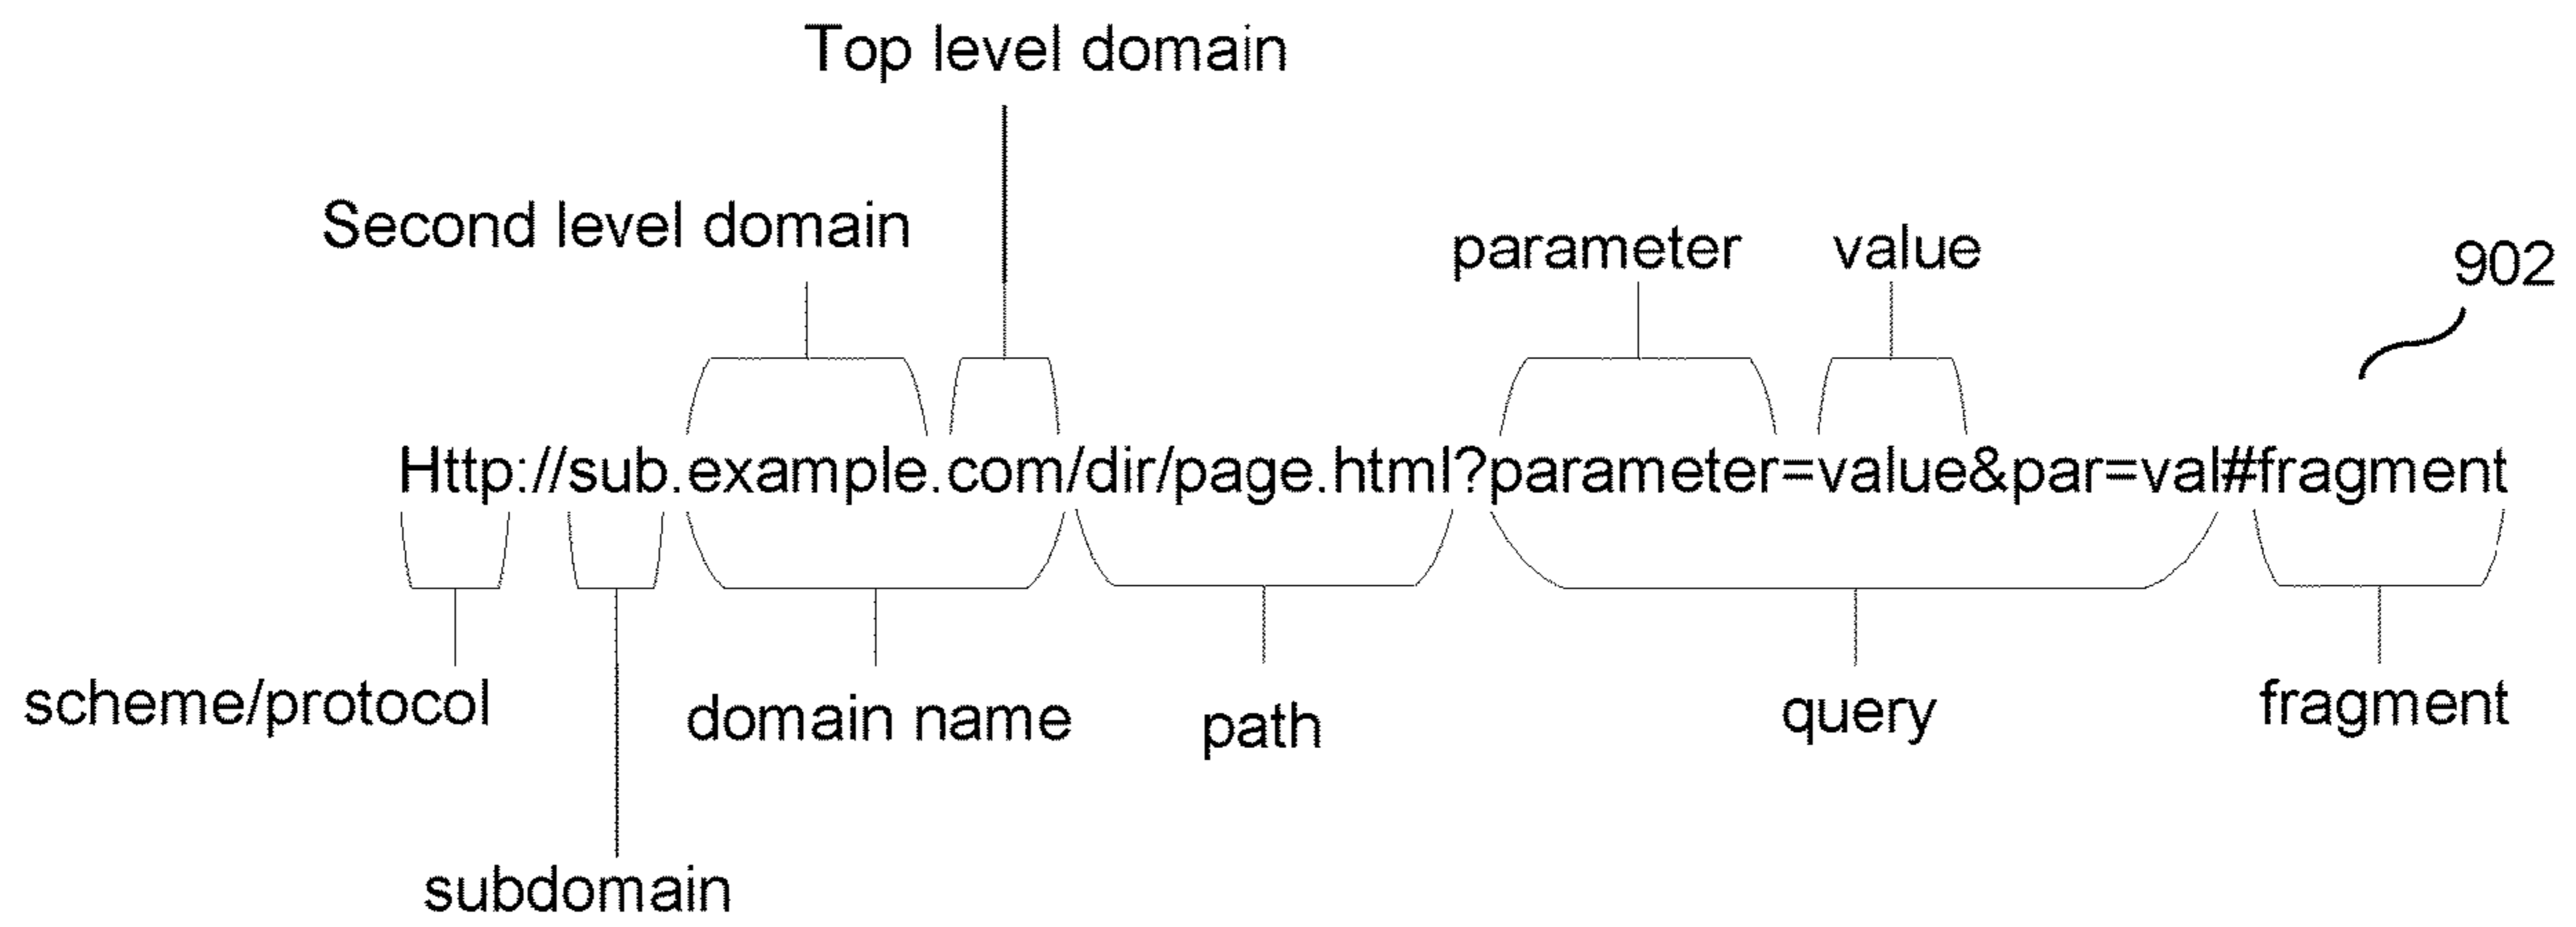 Top level domain
Second level domain
parameter value
902
Http://sub.example.com/dir/page.html?parameter=value&par=val#fragment
scheme/protocol domain name path query fragment
subdomain